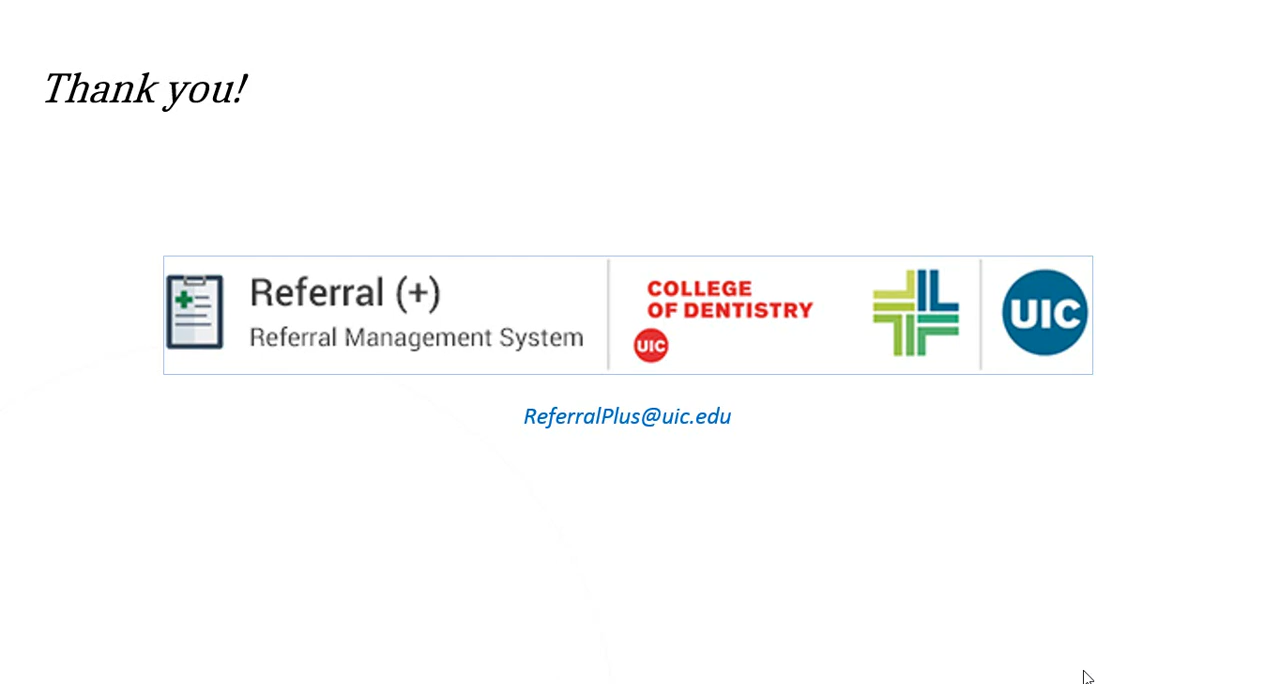 Thank you!
Referral (+)
Referral Management System
COLLEGE
OF DENTISTRY
UIC
UIC
ReferralPlus@uic.edu